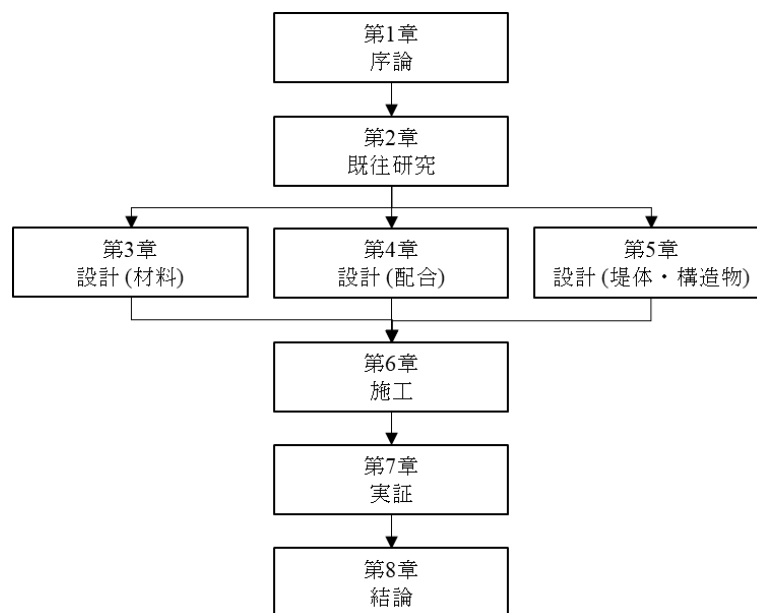 第1章
序論
第2章
既往研究
第3章
設計 (材料)
第4章
設計 (配合)
第5章
設計 (堤体・構造物)
第6章
施工
第7章
実証
第8章
結論